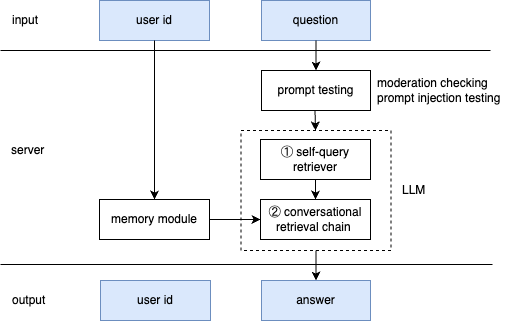 input
user id
question
prompt testing
moderation checking
prompt injection testing
server
① self-query
retriever
LLM
memory module
② conversational
retrieval chain
output
user id
answer